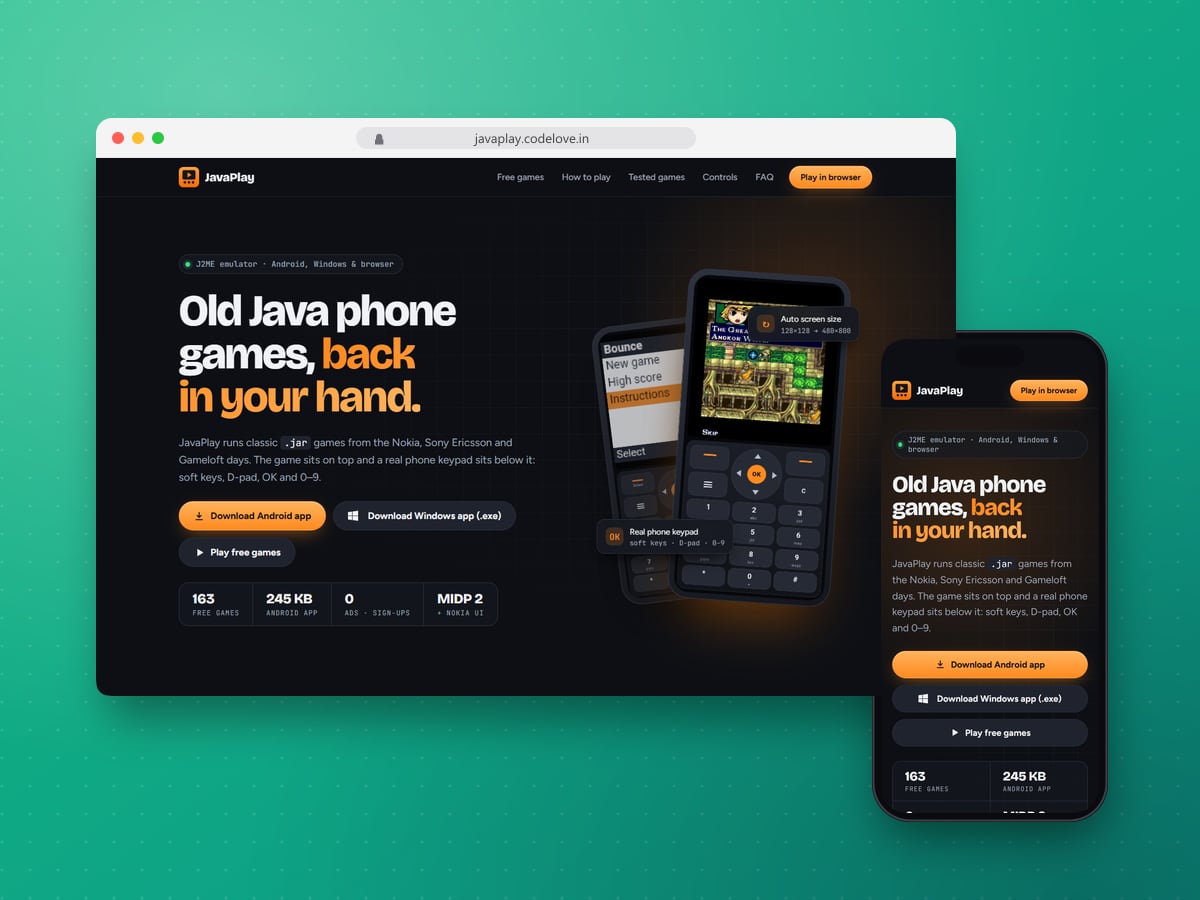 javaplay.codelove.in
JavaPlay
Free games
How to play
Tested games
Controls
FAQ
Play in browser
J2ME emulator · Android, Windows & browser
Old Java phone
games, back
in your hand.
JavaPlay runs classic .jar games from the Nokia, Sony Ericsson and
Gameloft days. The game sits on top and a real phone keypad sits below it:
soft keys, D-pad, OK and 0–9.
Download Android app
Download Windows app (.exe)
Play free games
163
FREE GAMES
245 KB
ANDROID APP
0
ADS · SIGN-UPS
MIDP 2
+ NOKIA UI
Bounce
New game
High score
Instructions
Select
Auto screen size
128×128 → 480×800
The
Angkor
Skip
OK
C
1
2
3
5
6
8
9
*
0
#
7
*
OK
Real phone keypad
soft keys · D-pad · 0–9
JavaPlay
Play in browser
J2ME emulator · Android, Windows &
browser
Old Java phone
games, back
in your hand.
JavaPlay runs classic .jar games from
the Nokia, Sony Ericsson and Gameloft
days. The game sits on top and a real phone
keypad sits below it: soft keys, D-pad, OK
and 0–9.
Download Android app
Download Windows app (.exe)
Play free games
163
FREE GAMES
245 KB
ANDROID APP